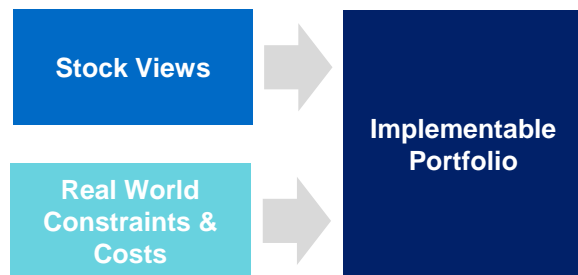 Stock Views
Implementable
Portfolio
Real World
Constraints &
Costs